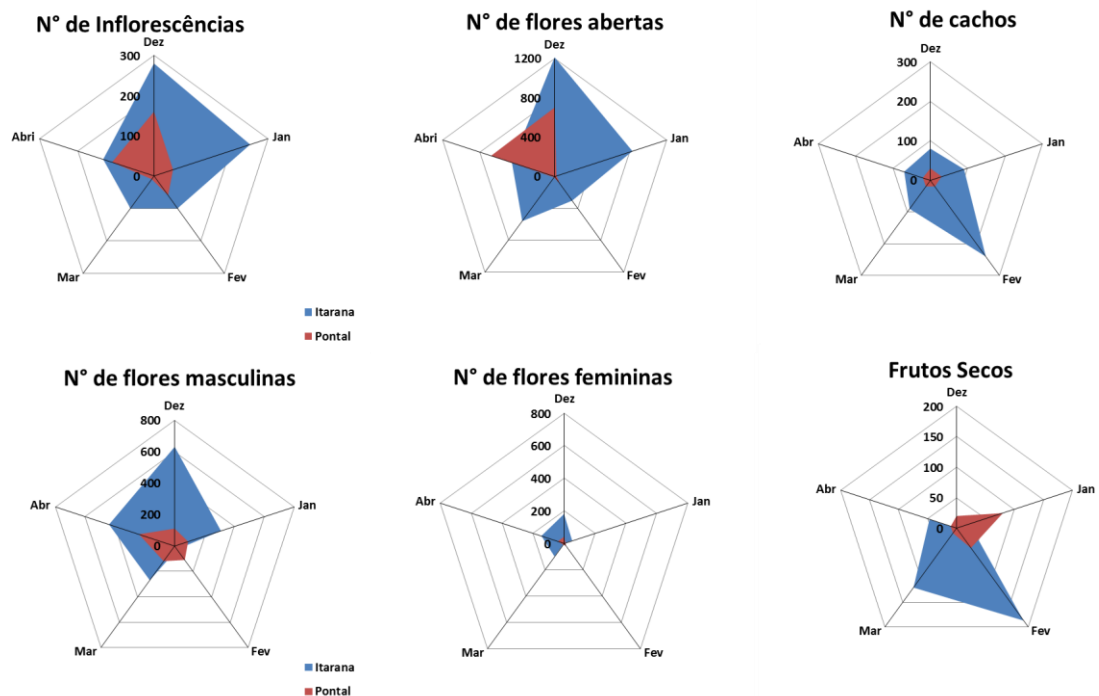 N° de Inflorescências
Dez
300
200
100
0
Jan
Fev
Mar
Abri
N° de flores abertas
Dez
1200
800
400
0
Jan
Fev
Mar
Abri
N° de cachos
Dez
300
200
100
0
Jan
Fev
Mar
Abr
Itarana
Pontal
N° de flores masculinas
Dez
800
600
400
200
0
Jan
Fev
Mar
Abr
N° de flores femininas
Dez
800
600
400
200
0
Jan
Fev
Mar
Abr
Frutos Secos
Dez
200
150
100
50
0
Jan
Fev
Mar
Abr
Itarana
Pontal